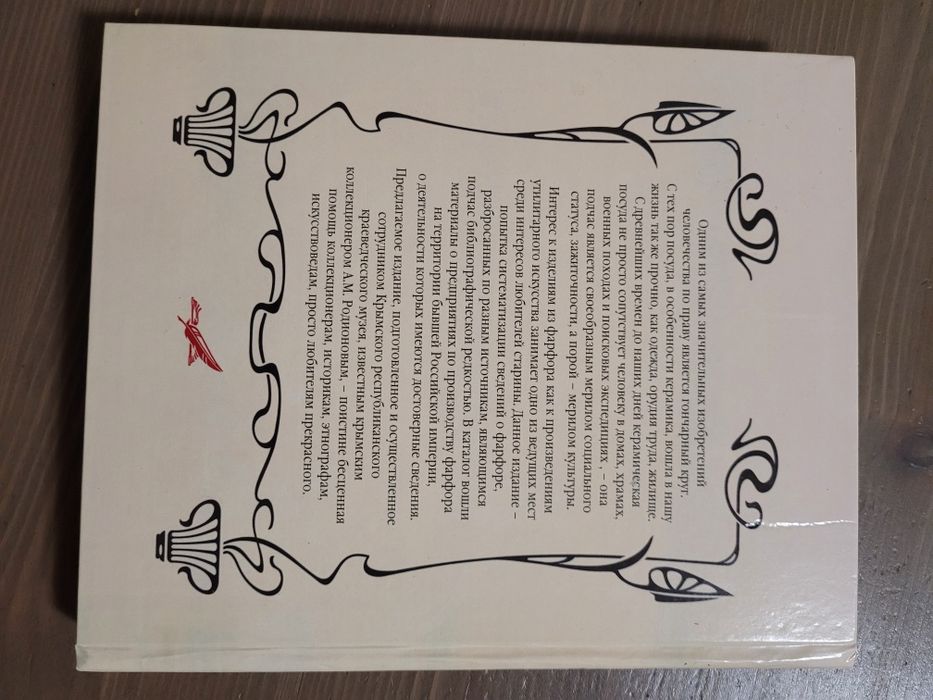 Одним из самых значительных изобретений
человечества по праву является гончарный круг.
С тех пор посуда, в особенности керамика, вошла в нашу
жизнь так же прочно, как одежда, орудия труда, жилище.
С древнейших времен до наших дней керамическая
посуда не просто сопутствует человеку в домах, храмах,
военных походах и поисковых экспедициях , – она
подчас является своеобразным мерилом социального
статуса, зажиточности, а порой – мерилом культуры.
Интерес к изделиям из фарфора как к произведениям
утилитарного искусства занимает одно из ведущих мест
среди интересов любителей старины. Данное издание –
попытка систематизации сведений о фарфоре,
разбросанных по разным источникам, являющимся
подчас библиографической редкостью. В каталог вошли
материалы о предприятиях по производству фарфора
на территории бывшей Российской империи,
о деятельности которых имеются достоверные сведения.
Предлагаемое издание, подготовленное и осуществленное
сотрудником Крымского республиканского
краеведческого музея, известным крымским
коллекционером А.М. Родионовым, – поистине бесценная
помощь коллекционерам, историкам, этнографам,
искусствоведам, просто любителям прекрасного.